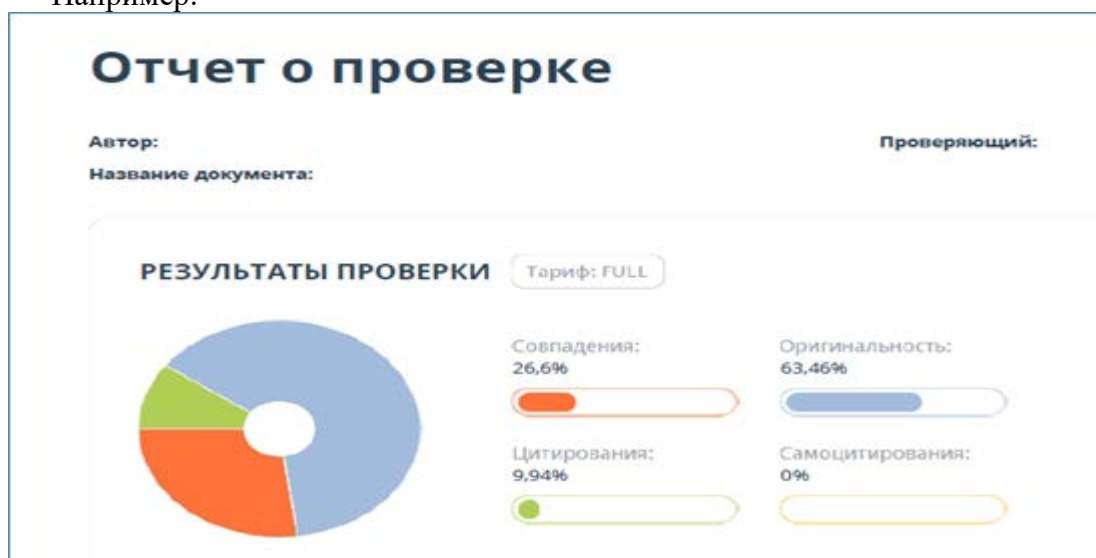 Например:
Отчет о проверке
Автор:
Проверяющий:
Название документа:
РЕЗУЛЬТАТЫ ПРОВЕРКИ
Тариф: FULL
Совпадения:
26,6%
Оригинальность:
63,46%
Цитирования:
9,94%
Самоцитирования:
0%